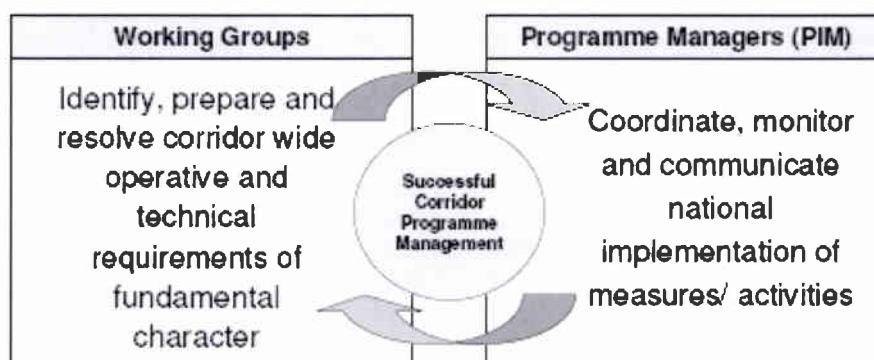 Working Groups
Identify, prepare and
resolve corridor wide
operative and
technical
requirements of
fundamental
character
Successful
Corridor
Programme
Management
Programme Managers (PIM)
Coordinate, monitor
and communicate
national
implementation of
measures/ activities